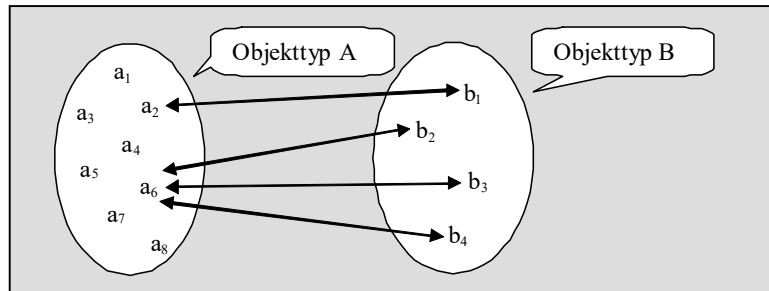 Objekttyp A
Objekttyp B
a₁
a₂
a₃
a₄
a₅
a₆
a₇
a₈
b₁
b₂
b₃
b₄